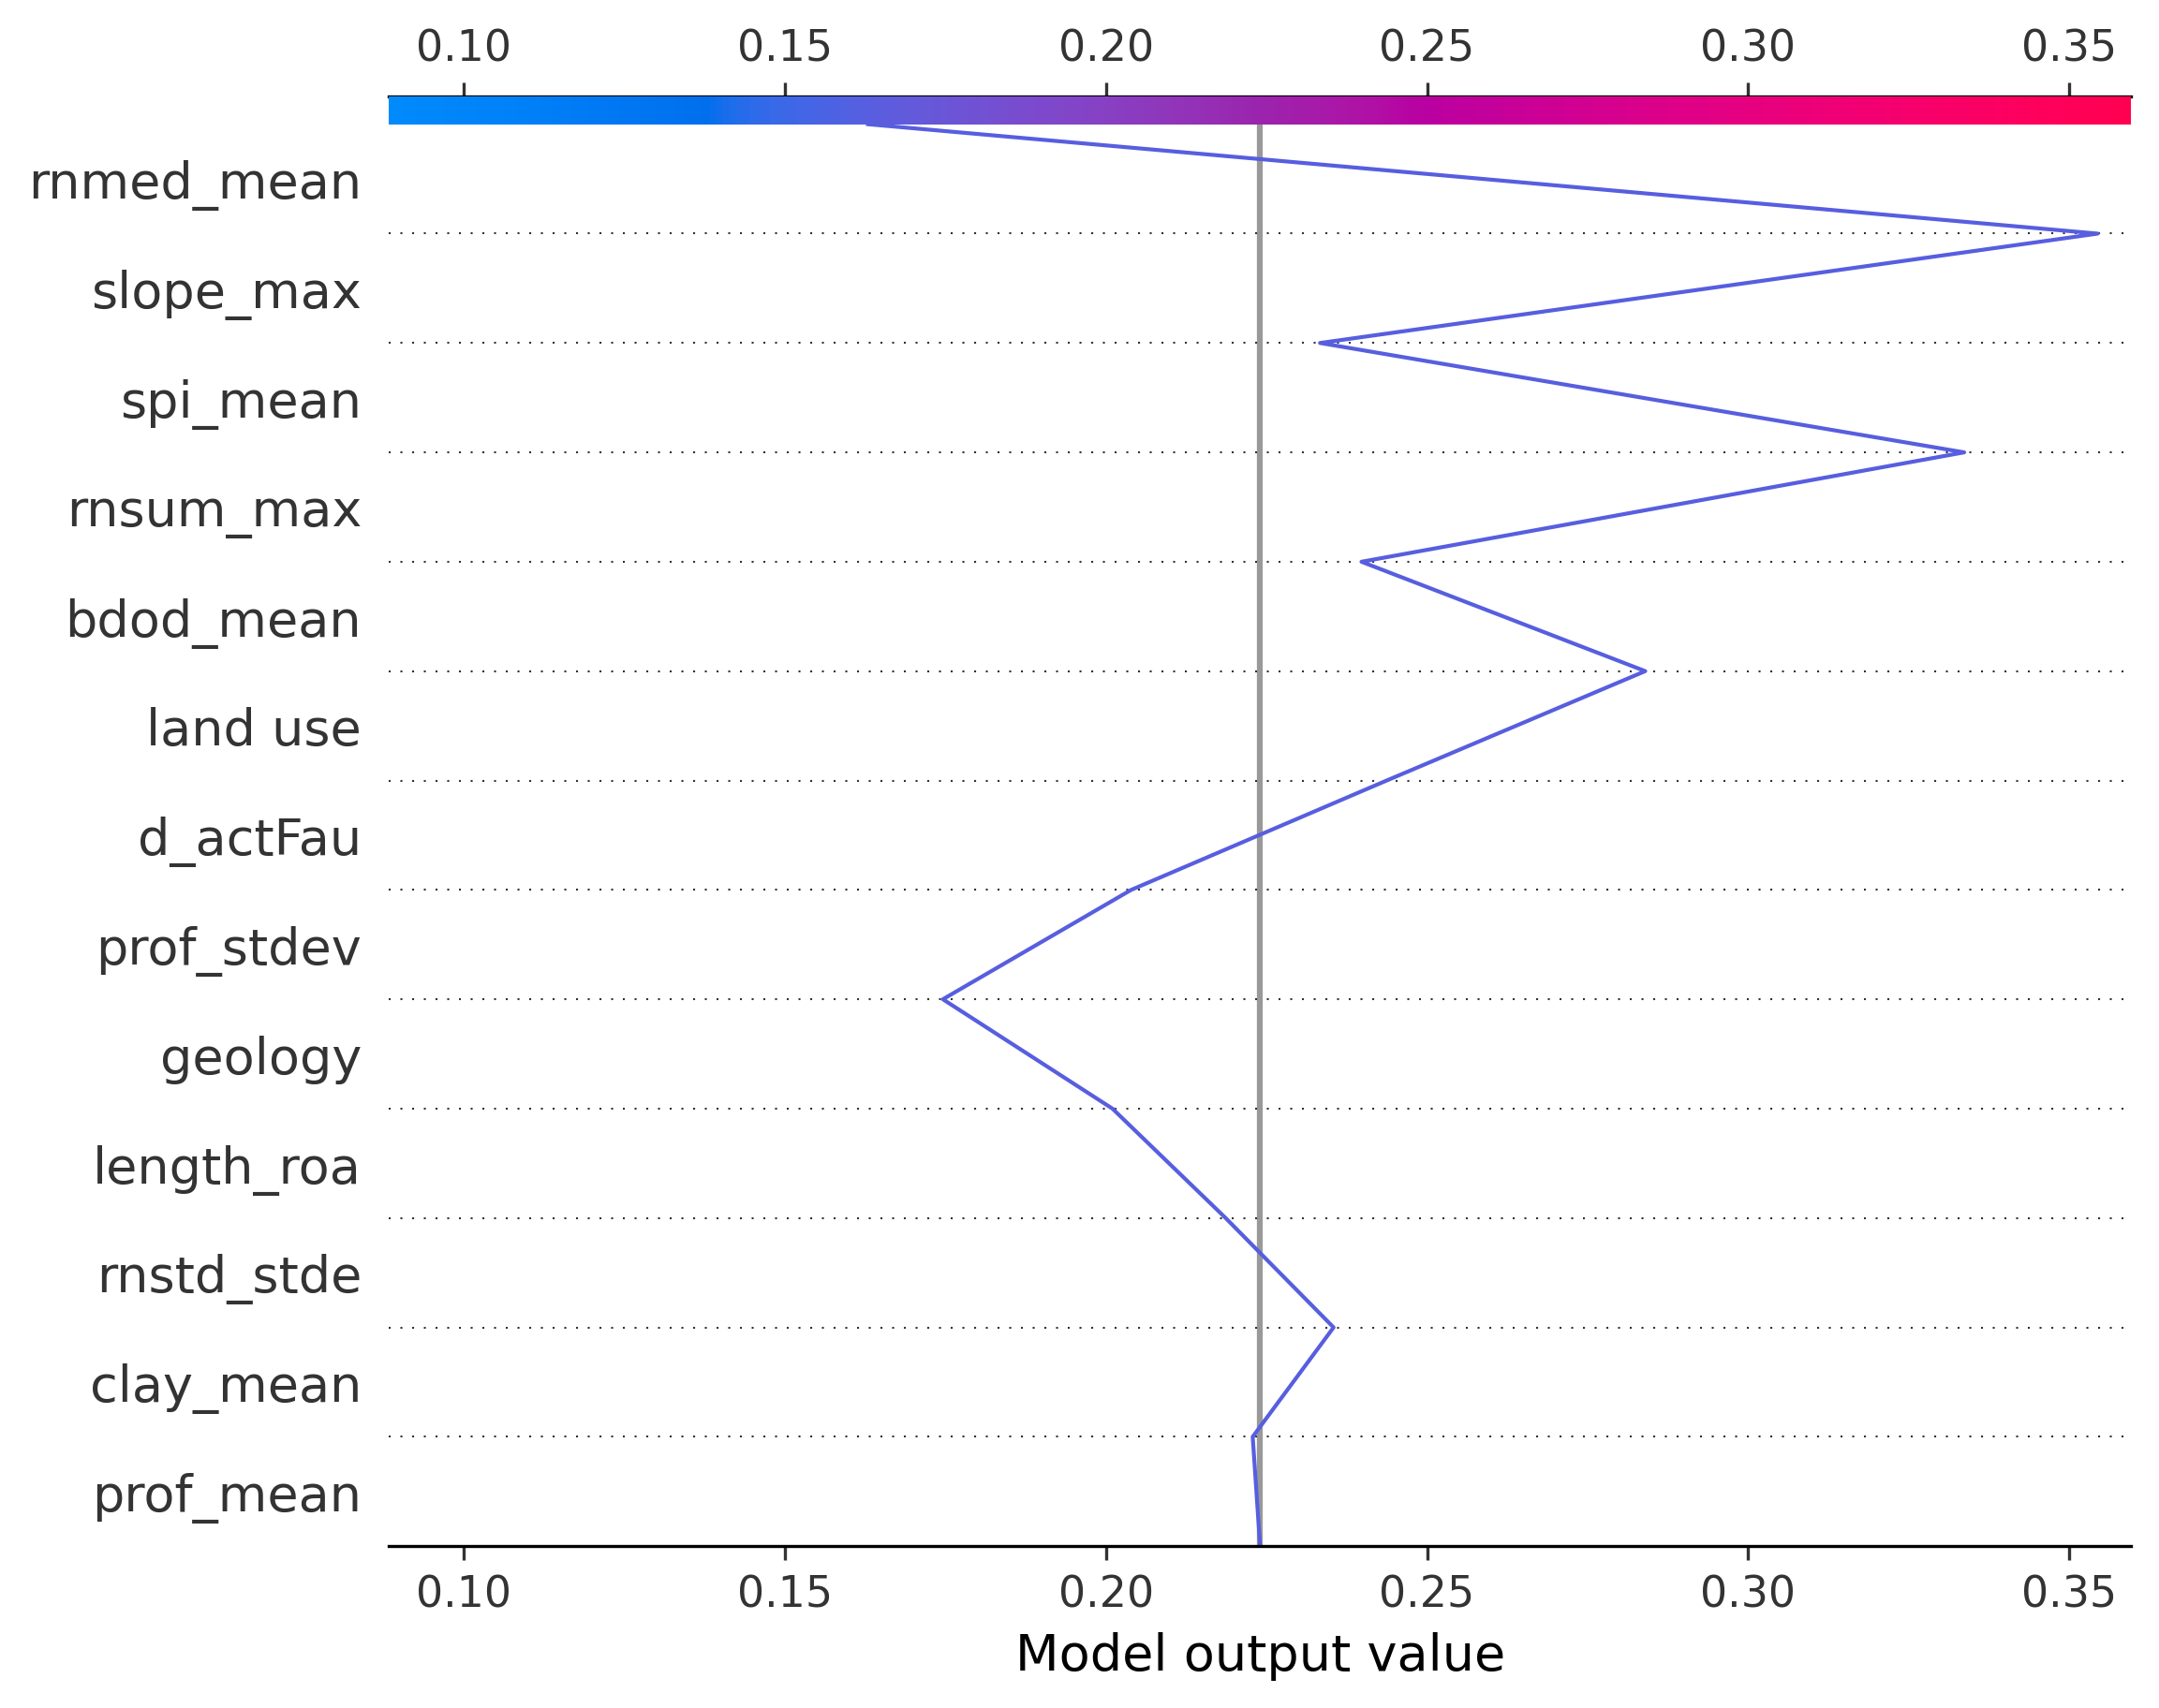 0.10 0.15 0.20 0.25 0.30 0.35
rnmed_mean
slope_max
spi_mean
rnsum_max
bdod_mean
land use
d_actFau
prof_stdev
geology
length_roa
rnstd_stde
clay_mean
prof_mean
0.10 0.15 0.20 0.25 0.30 0.35
Model output value